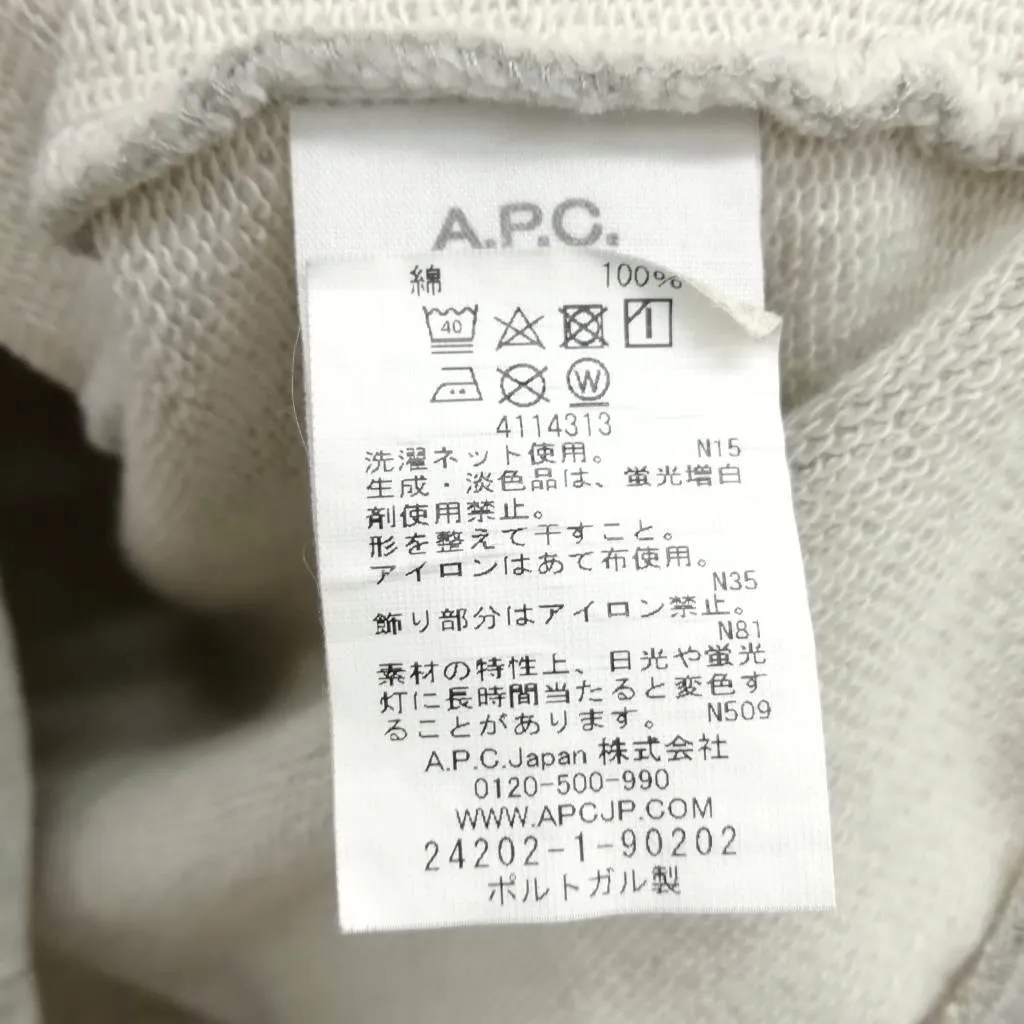 A.P.C.
綿 100%
40
W
4114313
洗濯ネット使用。 N15
生成・淡色品は、蛍光増白
剤使用禁止。
形を整えて干すこと。
アイロンはあて布使用。
N35
飾り部分はアイロン禁止。
N81
素材の特性上、日光や蛍光
灯に長時間当たると変色す
ることがあります。 N509
A.P.C.Japan 株式会社
0120-500-990
WWW.APCJP.COM
24202-1-90202
ポルトガル製